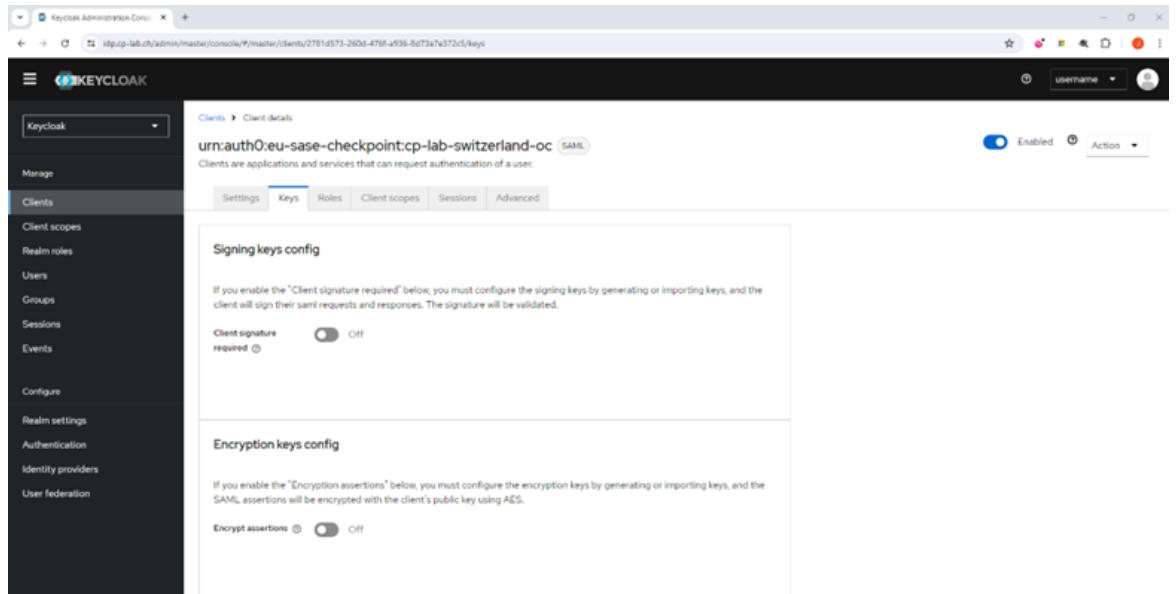 Keycloak Administration Conso
idp.cp-lab.ch/admin/master/console/#/master/clients/2781d573-260d-476f-a936-8d73a7e372c5/keys
KEYCLOAK
username
Keycloak
Manage
Clients
Client scopes
Realm roles
Users
Groups
Sessions
Events
Configure
Realm settings
Authentication
Identity providers
User federation
Clients > Client details
urn:auth0:eu-sase-checkpoint:cp-lab-switzerland-oc SAML
Enabled
Action
Clients are applications and services that can request authentication of a user.
Settings Keys Roles Client scopes Sessions Advanced
Signing keys config
If you enable the "Client signature required" below, you must configure the signing keys by generating or importing keys, and the
client will sign their saml requests and responses. The signature will be validated.
Client signature
required
Off
Encryption keys config
If you enable the "Encryption assertions" below, you must configure the encryption keys by generating or importing keys, and the
SAML assertions will be encrypted with the client's public key using AES.
Encrypt assertions
Off